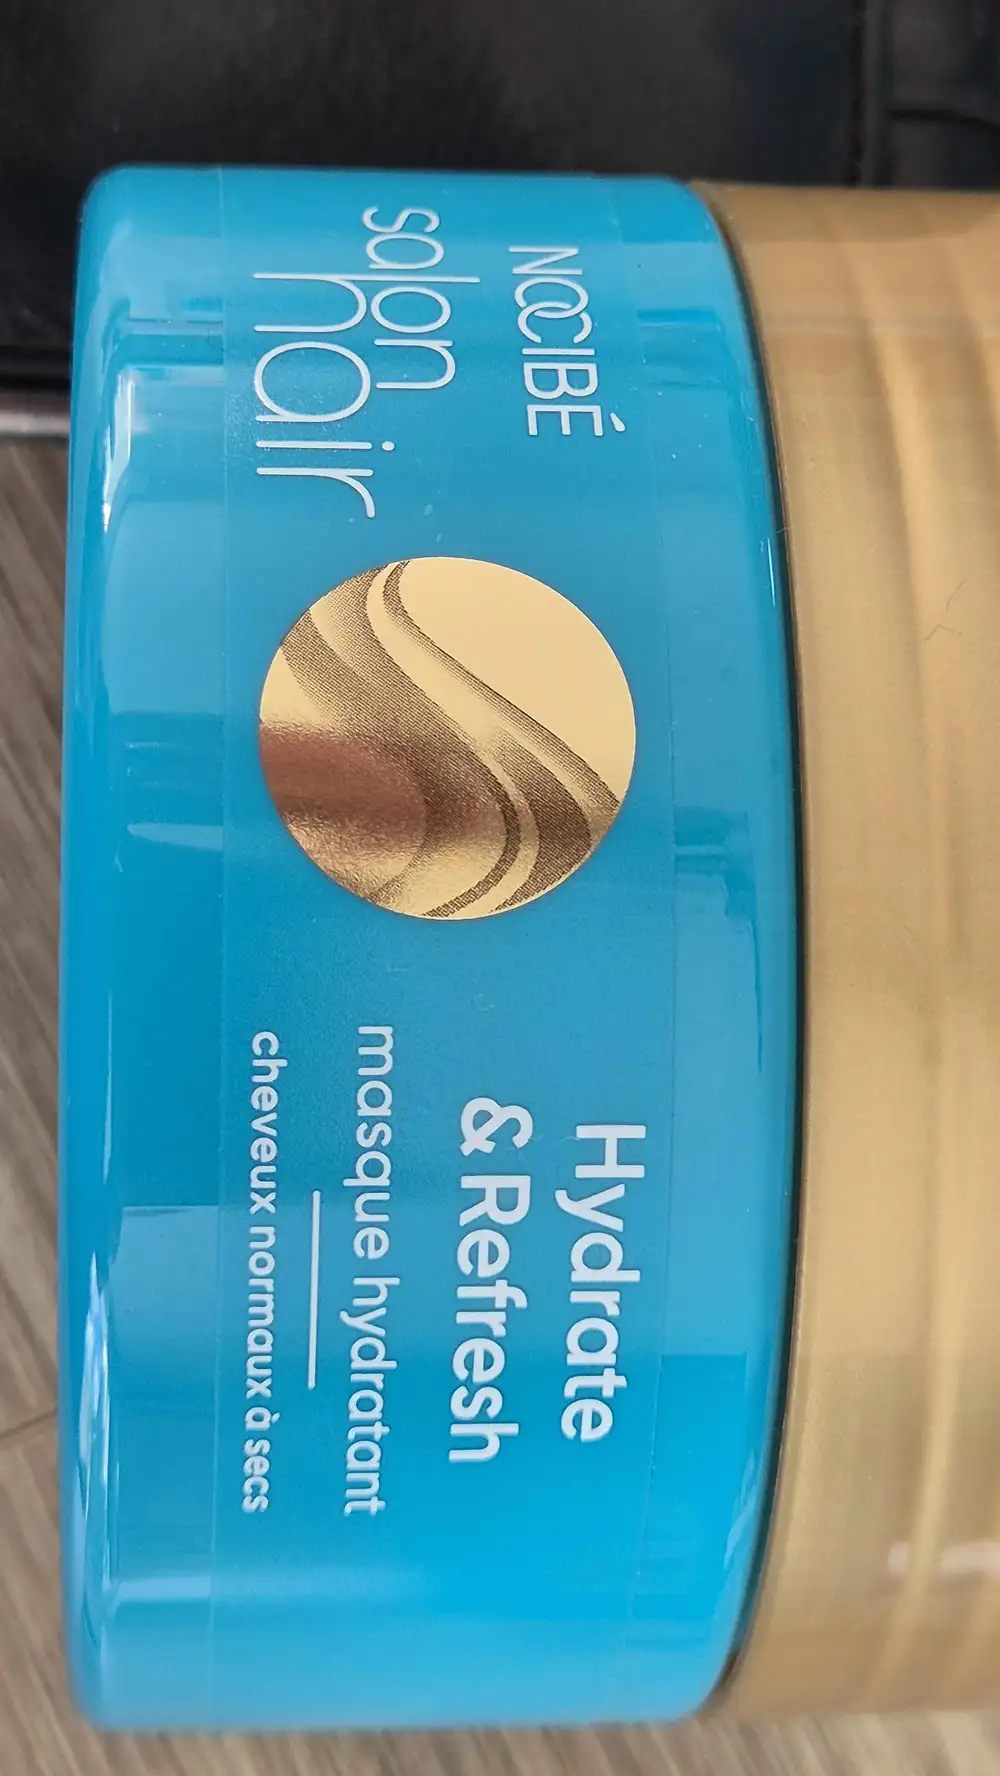 NOCIBÉ
salon
hair
Hydrate
& Refresh
masque hydratant
cheveux normaux à secs